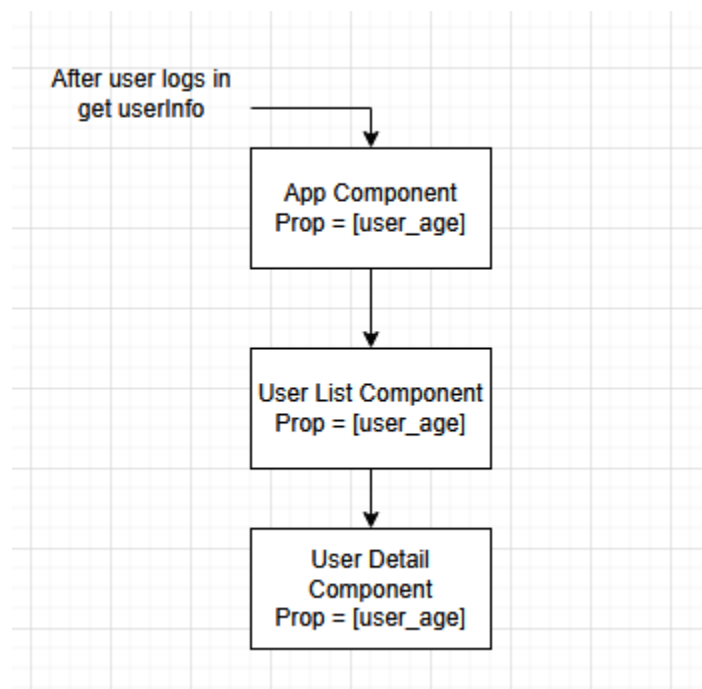 After user logs in
get userInfo
App Component
Prop = [user_age]
User List Component
Prop = [user_age]
User Detail
Component
Prop = [user_age]